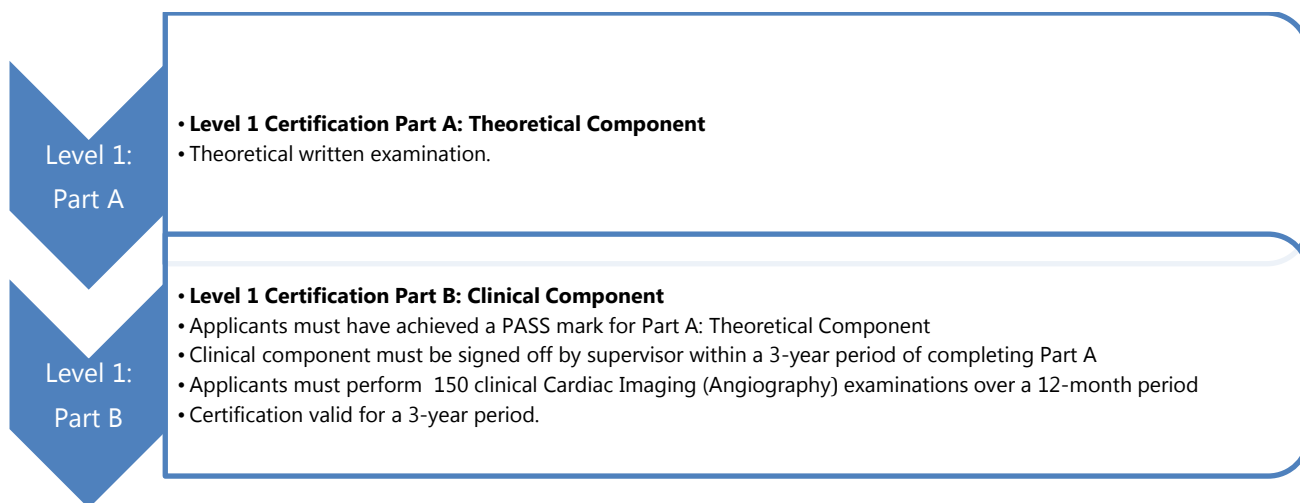 Level 1:
Part A
• Level 1 Certification Part A: Theoretical Component
• Theoretical written examination.
Level 1:
Part B
• Level 1 Certification Part B: Clinical Component
• Applicants must have achieved a PASS mark for Part A: Theoretical Component
• Clinical component must be signed off by supervisor within a 3-year period of completing Part A
• Applicants must perform  150 clinical Cardiac Imaging (Angiography) examinations over a 12-month period
• Certification valid for a 3-year period.